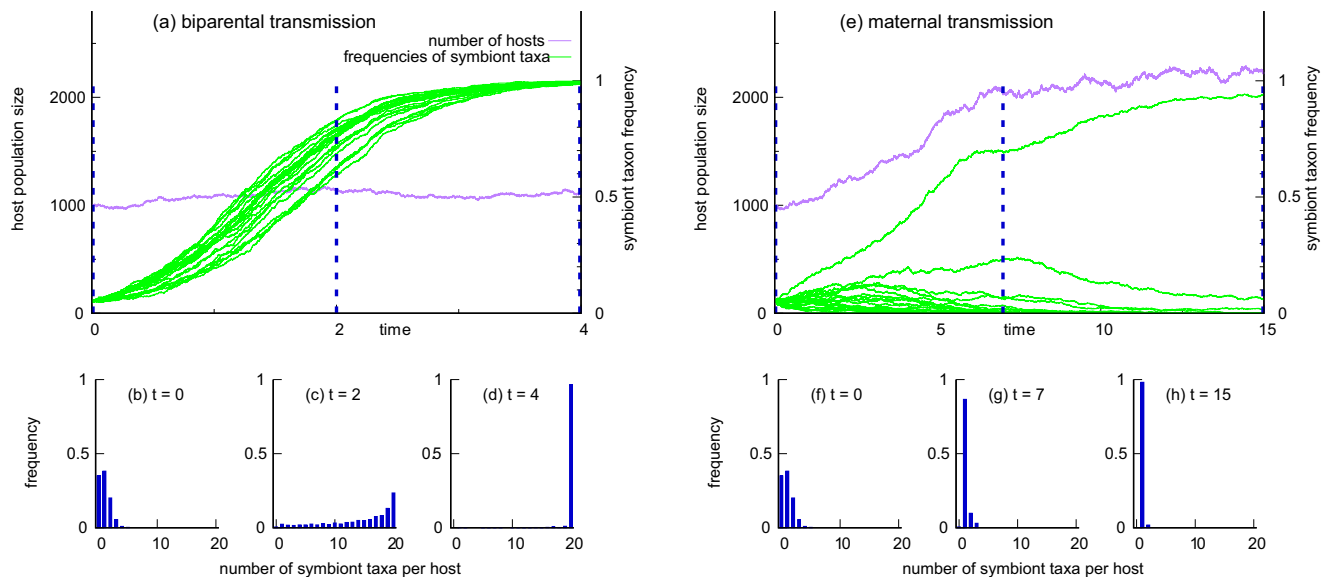 (a) biparental transmission
number of hosts
frequencies of symbiont taxa
host population size
2000
1000
0
1
0.5
0
symbiont taxon frequency
0
2
time
4
(e) maternal transmission
host population size
2000
1000
0
1
0.5
0
symbiont taxon frequency
0
5
time
10
15
frequency
1
0.5
0
(b) t = 0
0
10
20
1
0.5
0
(c) t = 2
0
10
20
1
0.5
0
(d) t = 4
0
10
20
number of symbiont taxa per host
frequency
1
0.5
0
(f) t = 0
0
10
20
1
0.5
0
(g) t = 7
0
10
20
1
0.5
0
(h) t = 15
0
10
20
number of symbiont taxa per host